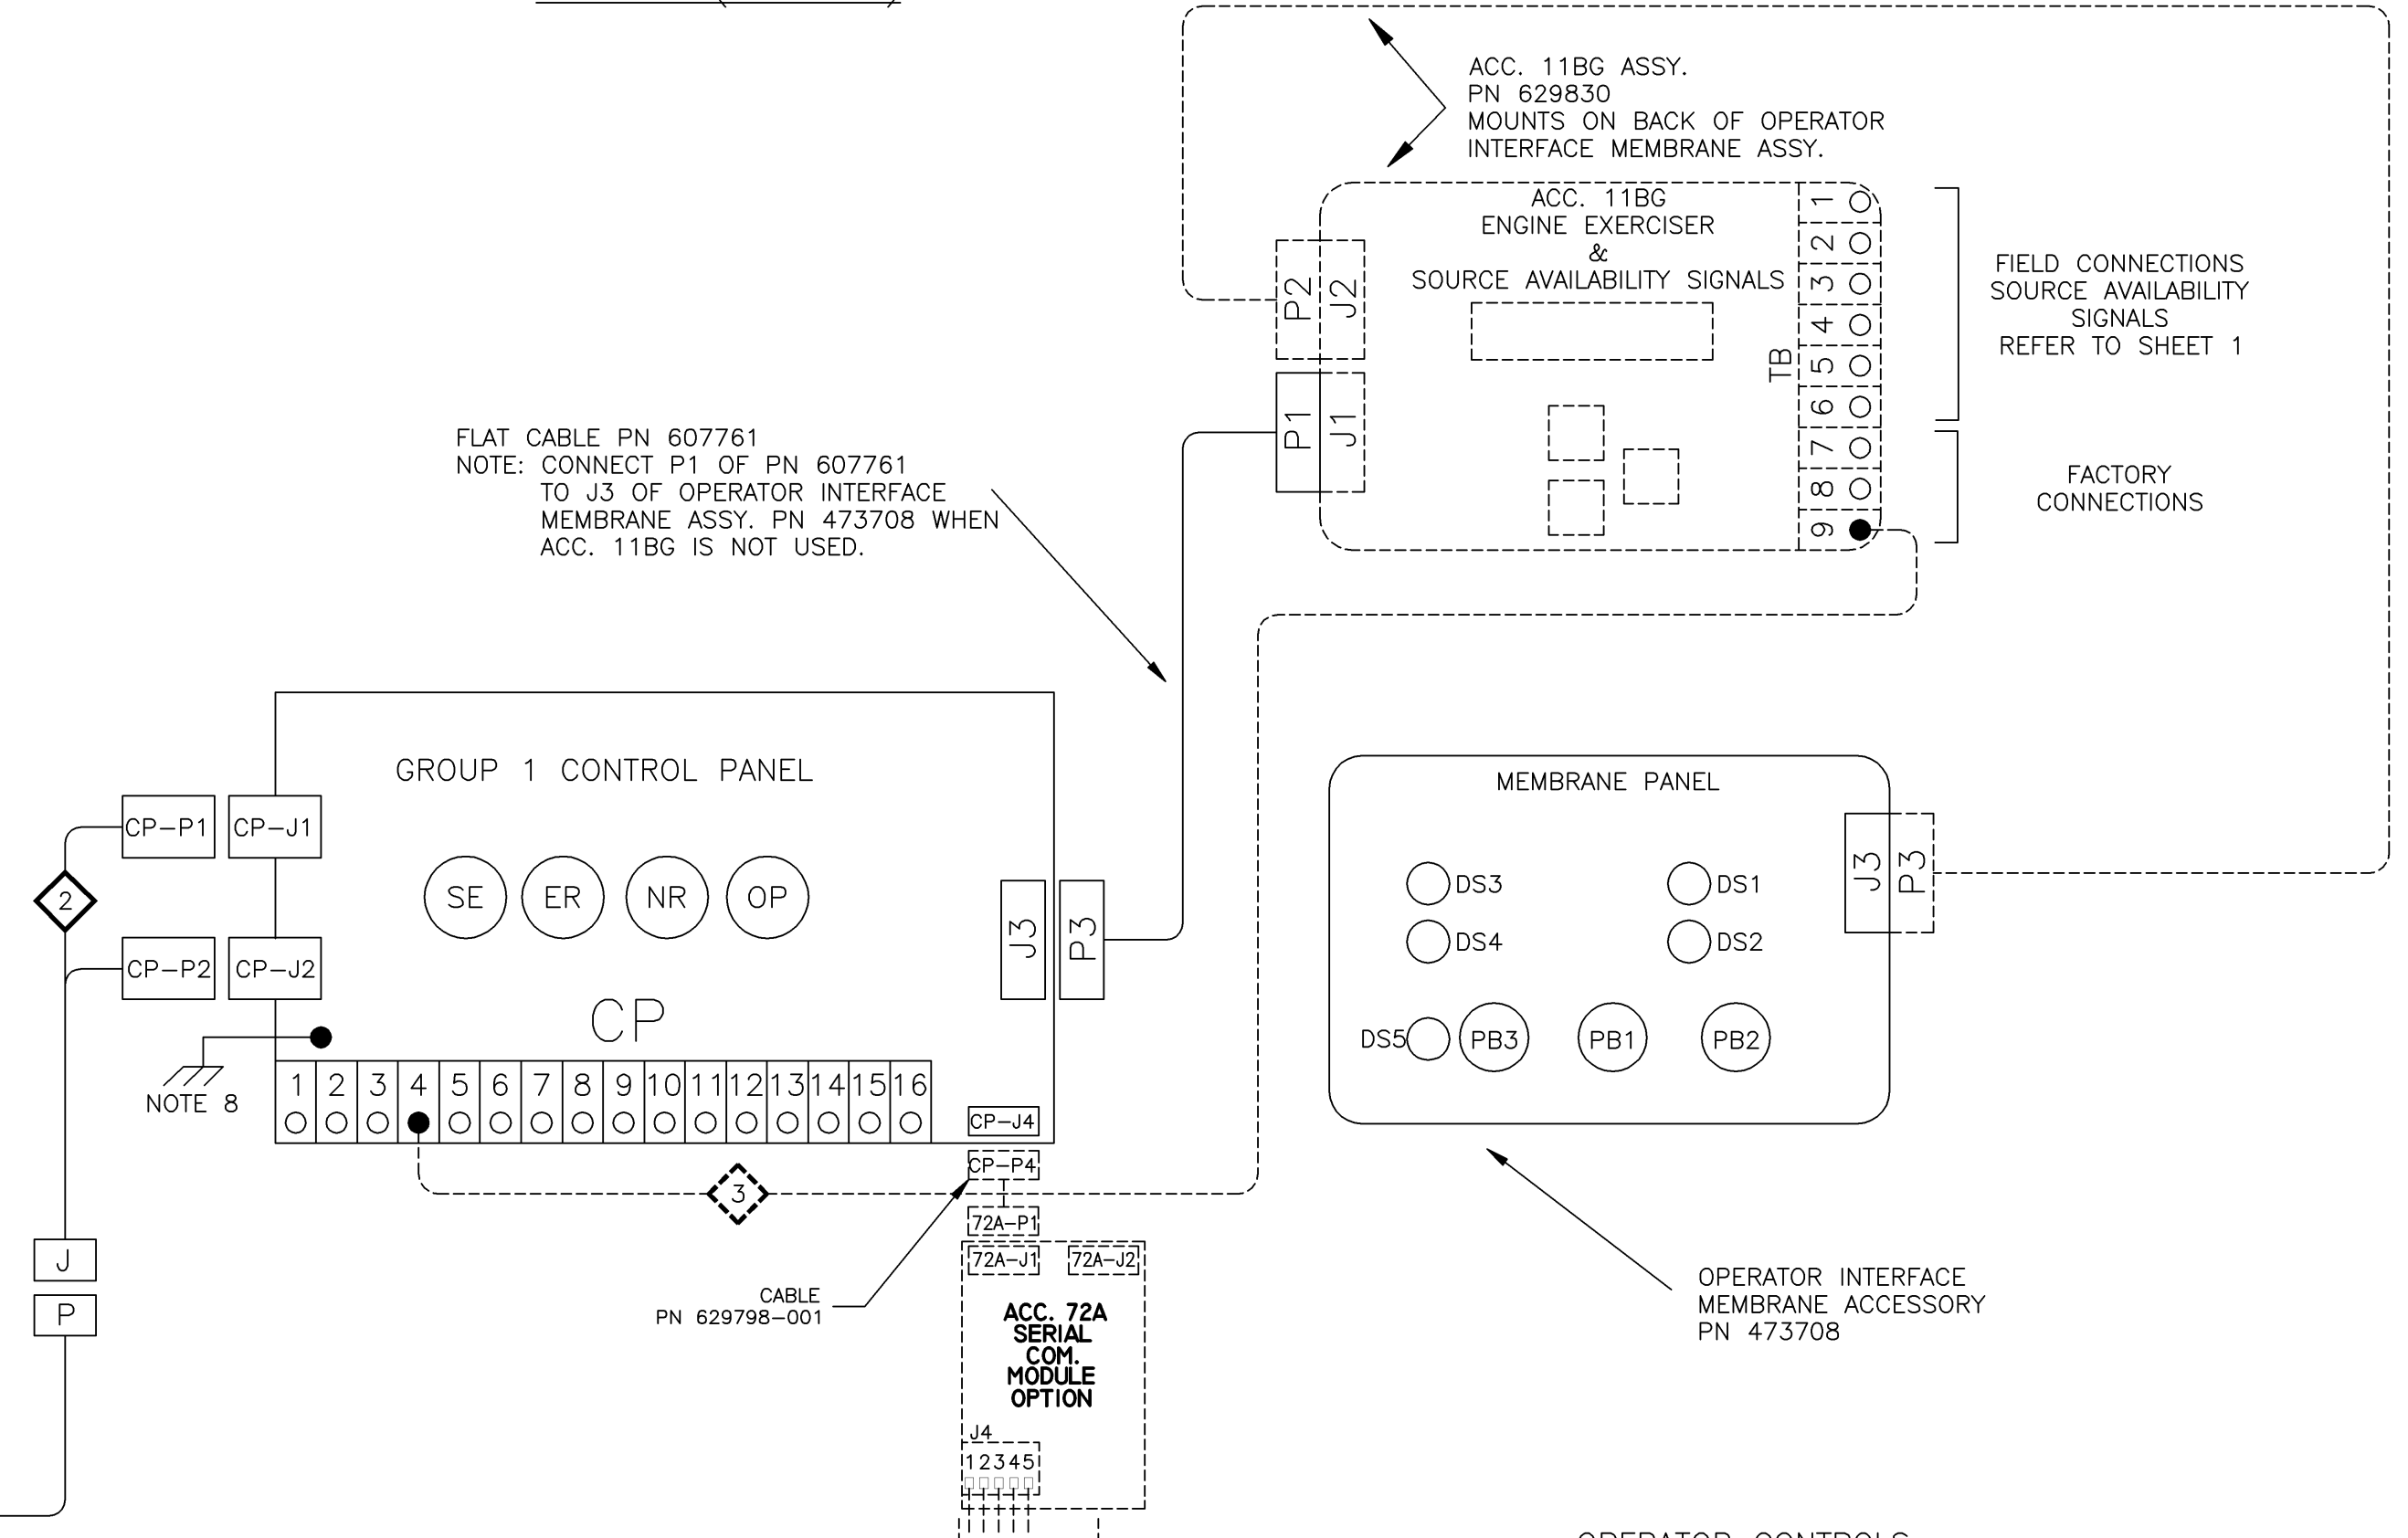 ACC. 11BG ASSY.
PN 629830
MOUNTS ON BACK OF OPERATOR
INTERFACE MEMBRANE ASSY.
ACC. 11BG
ENGINE EXERCISER
&
SOURCE AVAILABILITY SIGNALS
P2
J2
P1
J1
TB
1
2
3
4
5
6
7
8
9
FIELD CONNECTIONS
SOURCE AVAILABILITY
SIGNALS
REFER TO SHEET 1
FACTORY
CONNECTIONS
FLAT CABLE PN 607761
NOTE: CONNECT P1 OF PN 607761
TO J3 OF OPERATOR INTERFACE
MEMBRANE ASSY. PN 473708 WHEN
ACC. 11BG IS NOT USED.
GROUP 1 CONTROL PANEL
CP-P1
CP-J1
2
SE
ER
NR
OP
CP-P2
CP-J2
J3
P3
CP
NOTE 8
1 2 3 4 5 6 7 8 9 10 11 12 13 14 15 16
CP-J4
CP-P4
3
72A-P1
72A-J1
72A-J2
CABLE
PN 629798-001
ACC. 72A
SERIAL
COM.
MODULE
OPTION
J4
1 2 3 4 5
J
P
MEMBRANE PANEL
DS3
DS1
DS4
DS2
DS5
PB3
PB1
PB2
J3
P3
OPERATOR INTERFACE
MEMBRANE ACCESSORY
PN 473708
OPERATOR CONTROLS